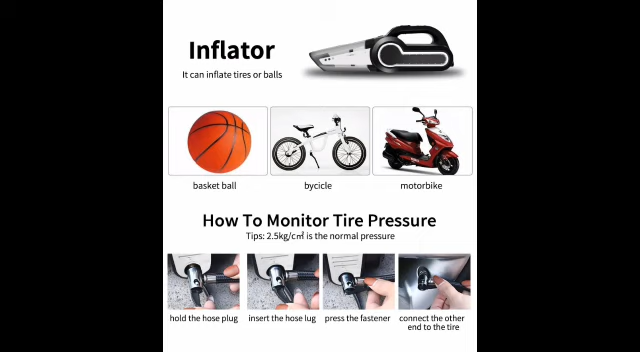 Inflator
It can inflate tires or balls
basket ball
bycicle
motorbike
How To Monitor Tire Pressure
Tips: 2.5kg/c㎡ is the normal pressure
hold the hose plug
insert the hose lug
press the fastener
connect the other
end to the tire